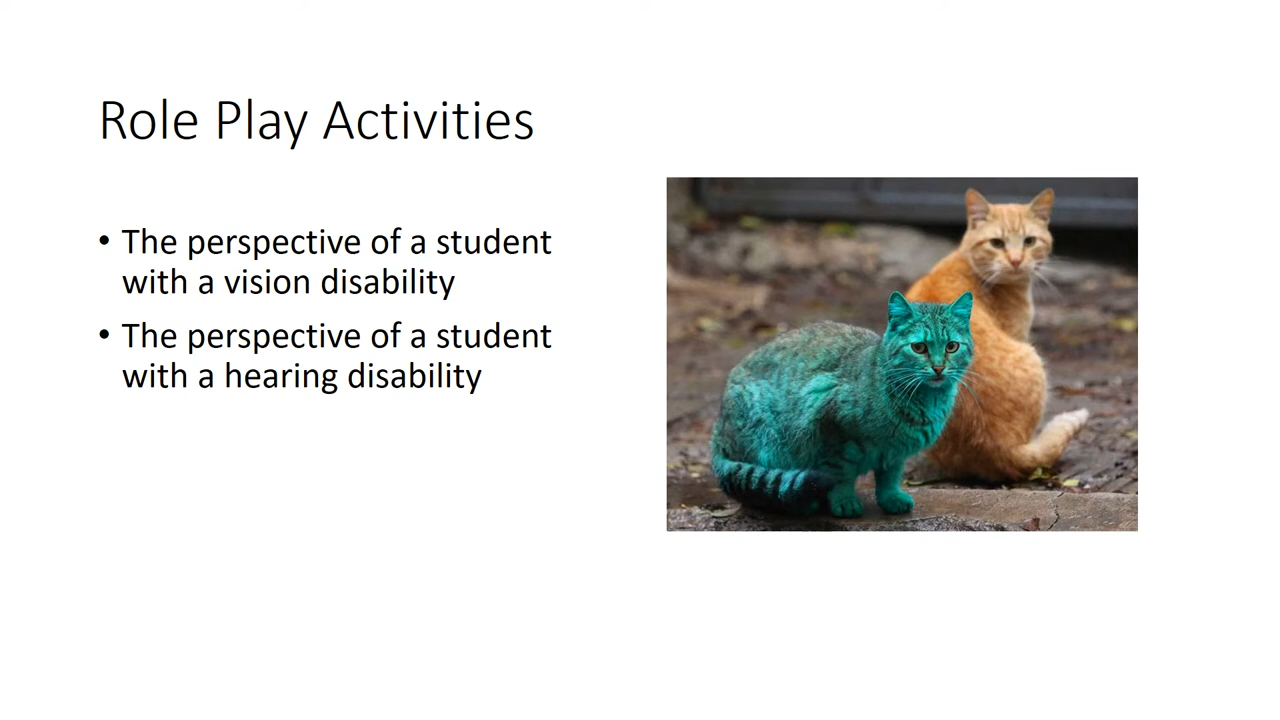 Role Play Activities
• The perspective of a student
with a vision disability
• The perspective of a student
with a hearing disability